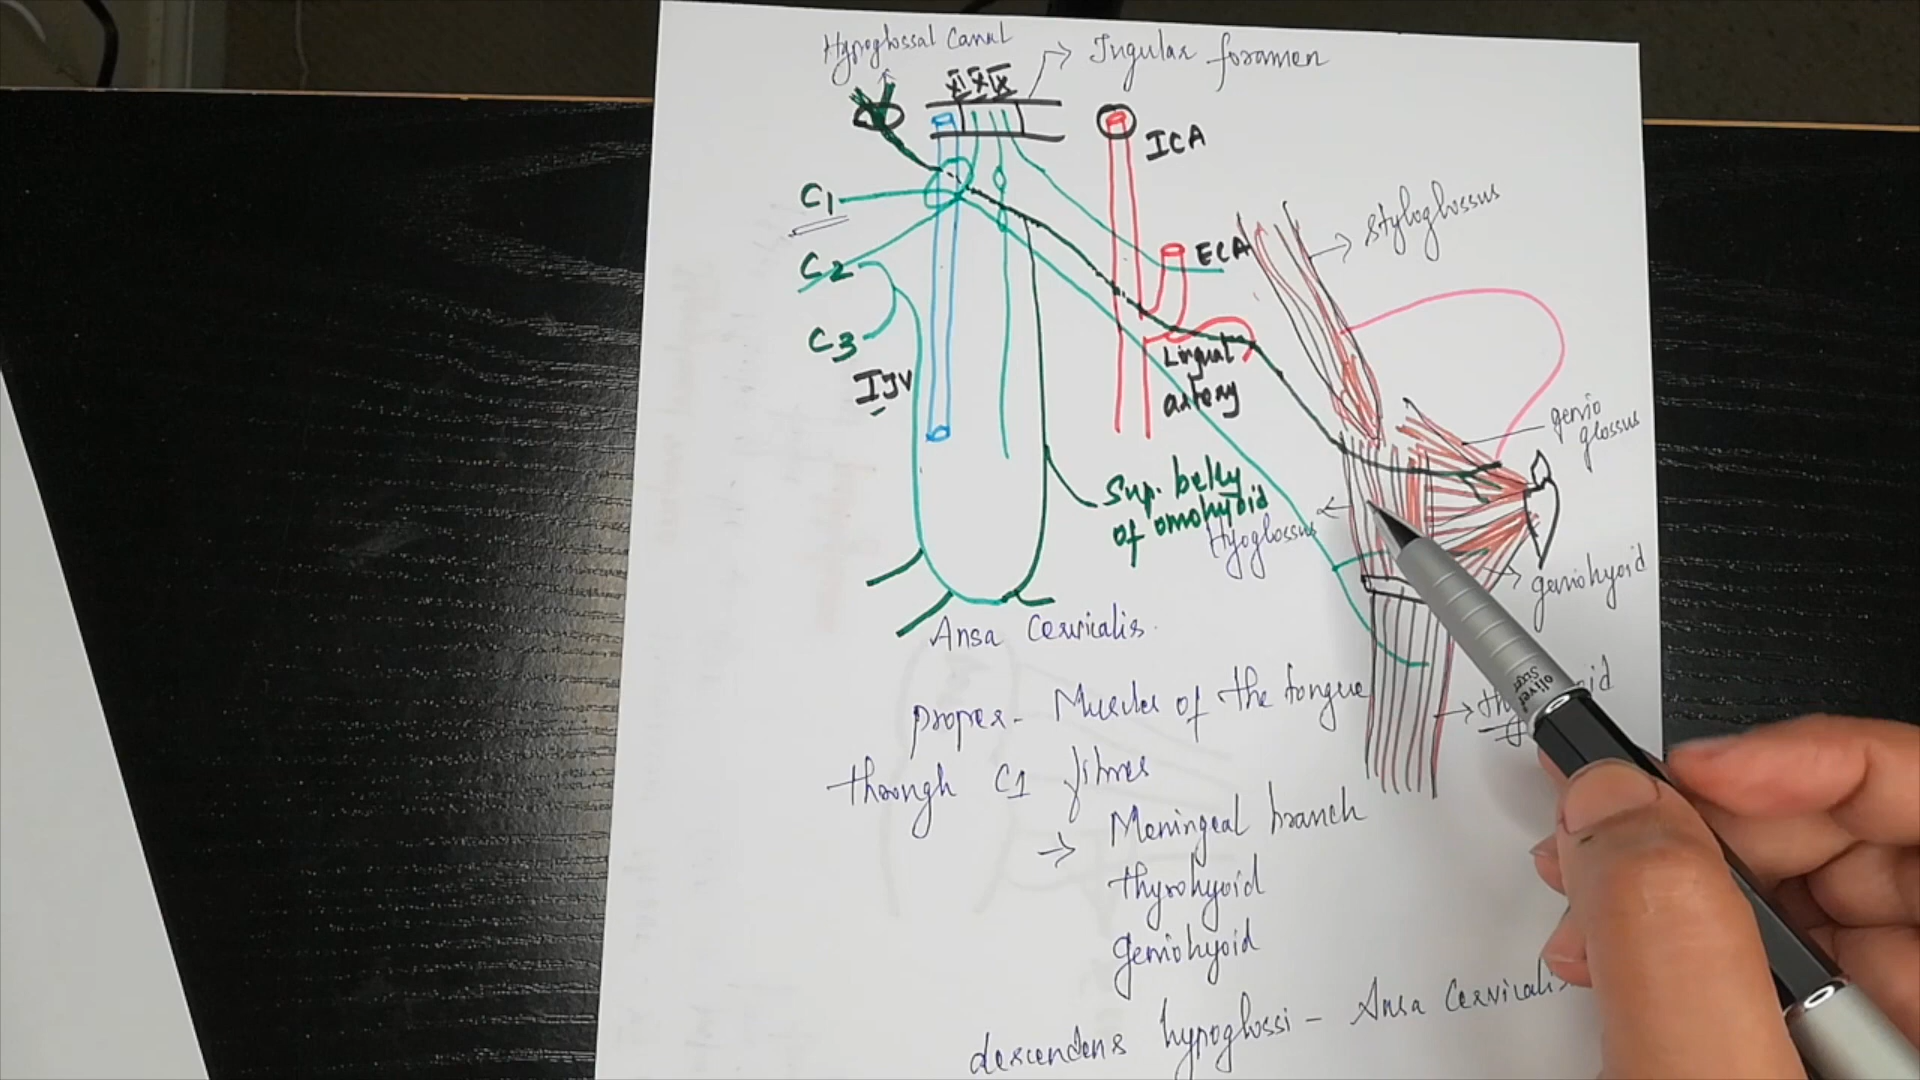 Hypoglossal Canal
Jugular foramen
XI X IX
ICA
C1
styloglossus
ECA
C2
C3
IJV
Lingual
artery
genio
glossus
Sup. belly
of omohyoid
Hyoglossus
geniohyoid
Ansa Cervicalis.
proper - Muscles of the tongue
through C1 fibres
→ Meningeal branch
thyrohyoid
geniohyoid
descendens hypoglossi - Ansa Cervicalis
oliver